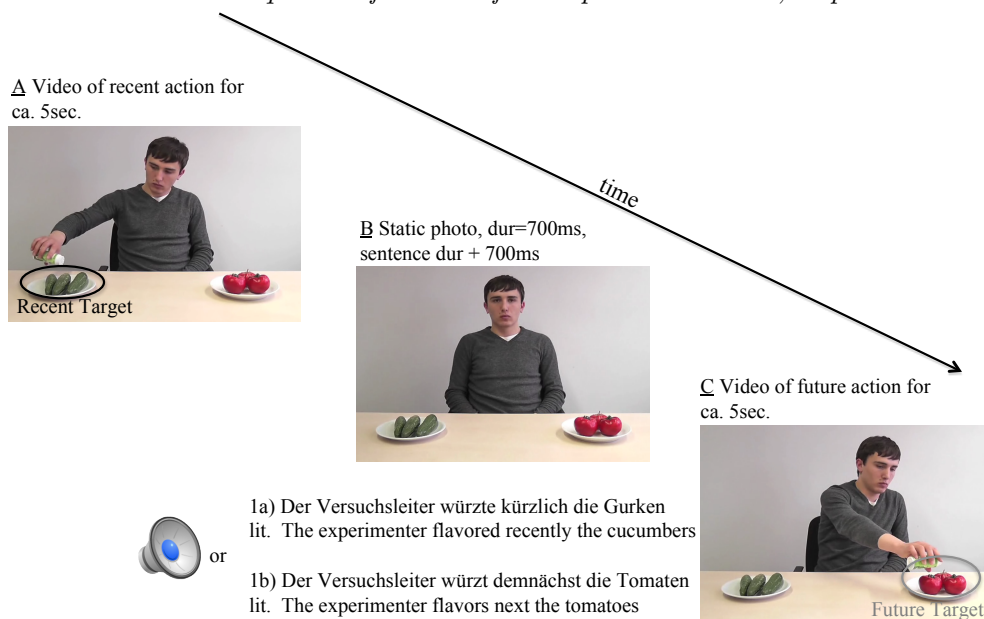 A Video of recent action for
ca. 5sec.
Recent Target
time
B Static photo, dur=700ms,
sentence dur + 700ms
C Video of future action for
ca. 5sec.
Future Target
or
1a) Der Versuchsleiter würzte kürzlich die Gurken
lit. The experimenter flavored recently the cucumbers
1b) Der Versuchsleiter würzt demnächst die Tomaten
lit. The experimenter flavors next the tomatoes